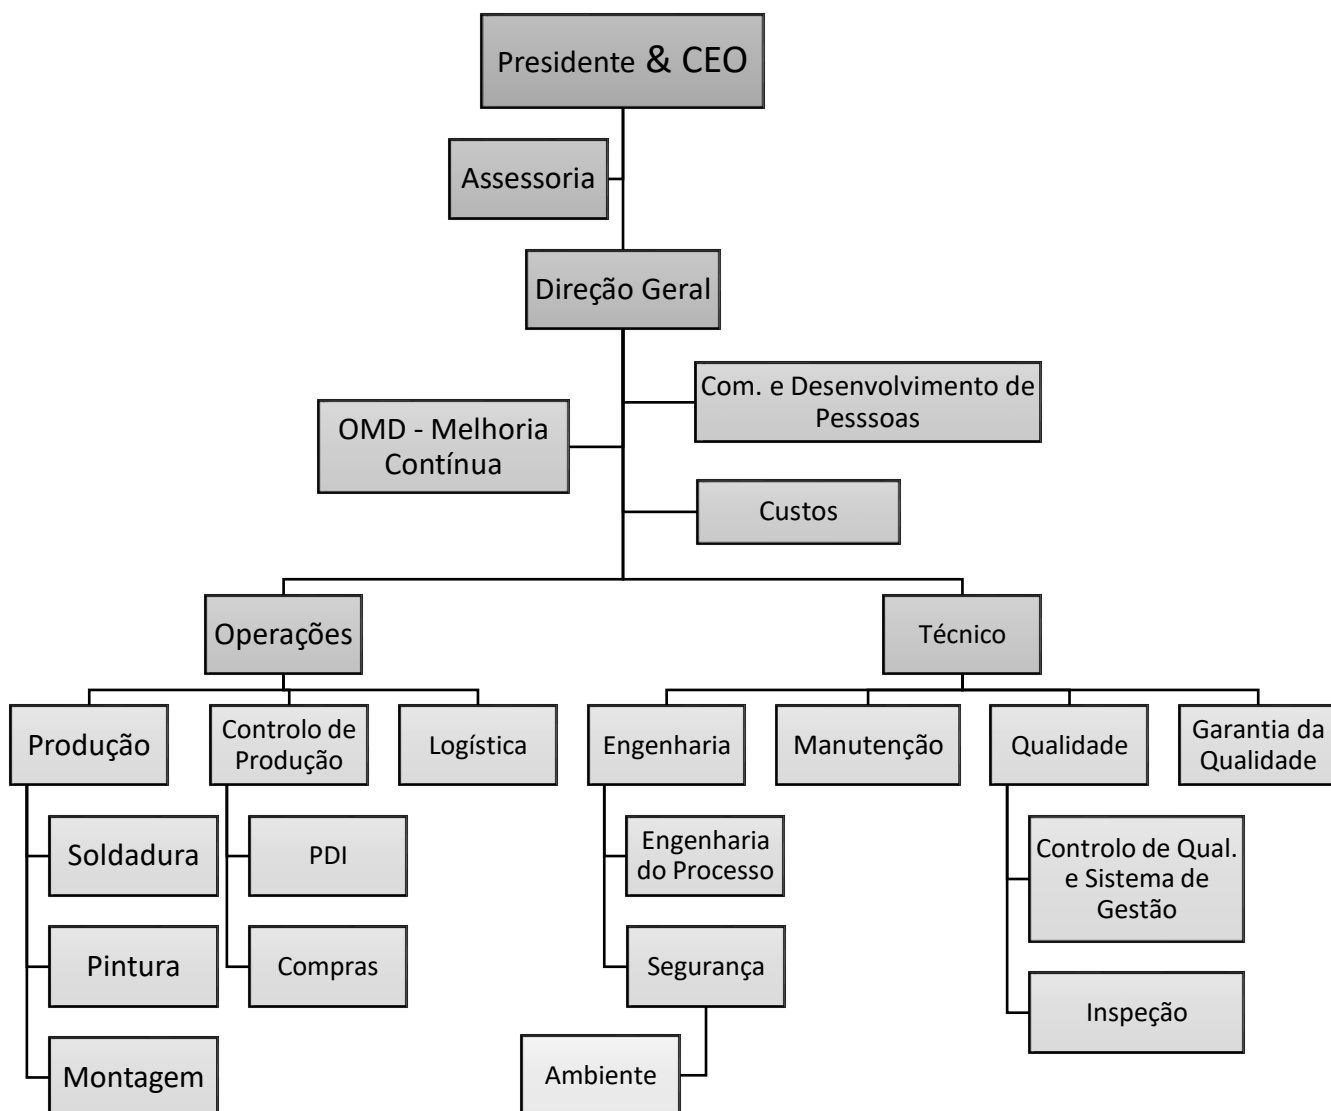 Presidente & CEO
Assessoria
Direção Geral
Com. e Desenvolvimento de
Pesssoas
OMD - Melhoria
Contínua
Custos
Operações
Técnico
Produção
Controlo de
Produção
Logística
Engenharia
Manutenção
Qualidade
Garantia da
Qualidade
Soldadura
PDI
Engenharia
do Processo
Controlo de Qual.
e Sistema de
Gestão
Pintura
Compras
Segurança
Inspeção
Montagem
Ambiente